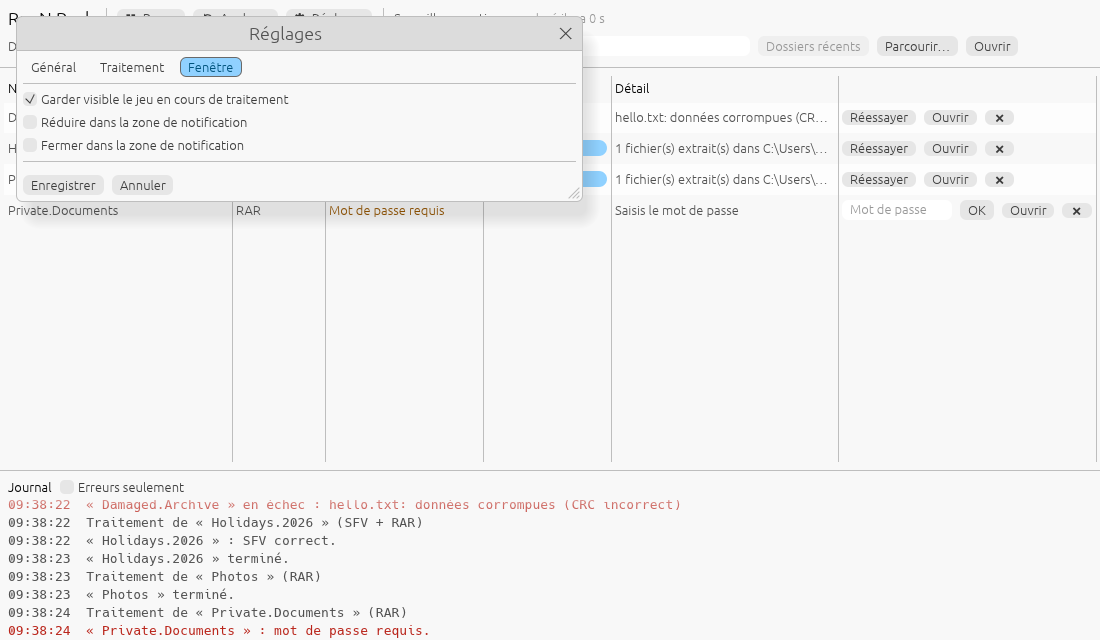 Réglages
Général Traitement Fenêtre
Garder visible le jeu en cours de traitement
Réduire dans la zone de notification
Fermer dans la zone de notification
Enregistrer Annuler
0 s
Dossiers récents Parcourir... Ouvrir
Détail
hello.txt: données corrompues (CR... Réessayer Ouvrir ×
1 fichier(s) extrait(s) dans C:\Users\... Réessayer Ouvrir ×
1 fichier(s) extrait(s) dans C:\Users\... Réessayer Ouvrir ×
Private.Documents RAR Mot de passe requis Saisis le mot de passe Mot de passe OK Ouvrir ×
Journal Erreurs seulement
09:38:22 « Damaged.Archive » en échec : hello.txt: données corrompues (CRC incorrect)
09:38:22 Traitement de « Holidays.2026 » (SFV + RAR)
09:38:22 « Holidays.2026 » : SFV correct.
09:38:23 « Holidays.2026 » terminé.
09:38:23 Traitement de « Photos » (RAR)
09:38:23 « Photos » terminé.
09:38:24 Traitement de « Private.Documents » (RAR)
09:38:24 « Private.Documents » : mot de passe requis.